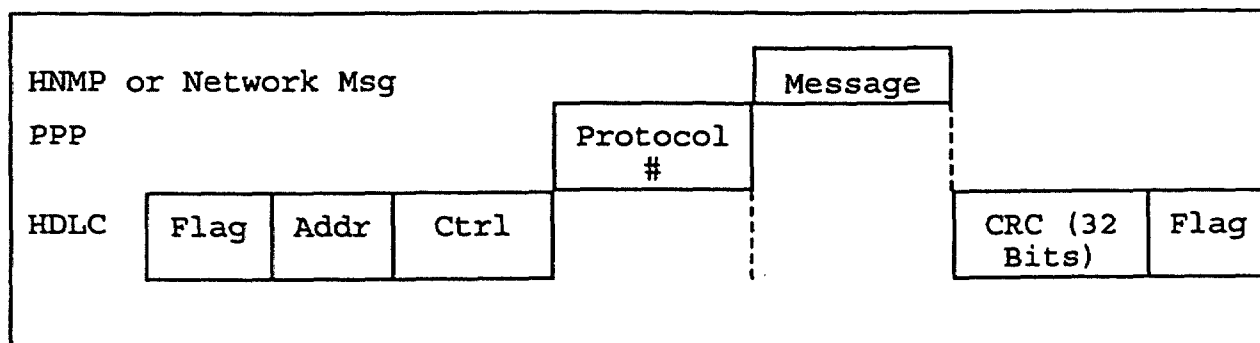 HNMP or Network Msg
Message
PPP
Protocol
#
HDLC
Flag
Addr
Ctrl
CRC (32
Bits)
Flag